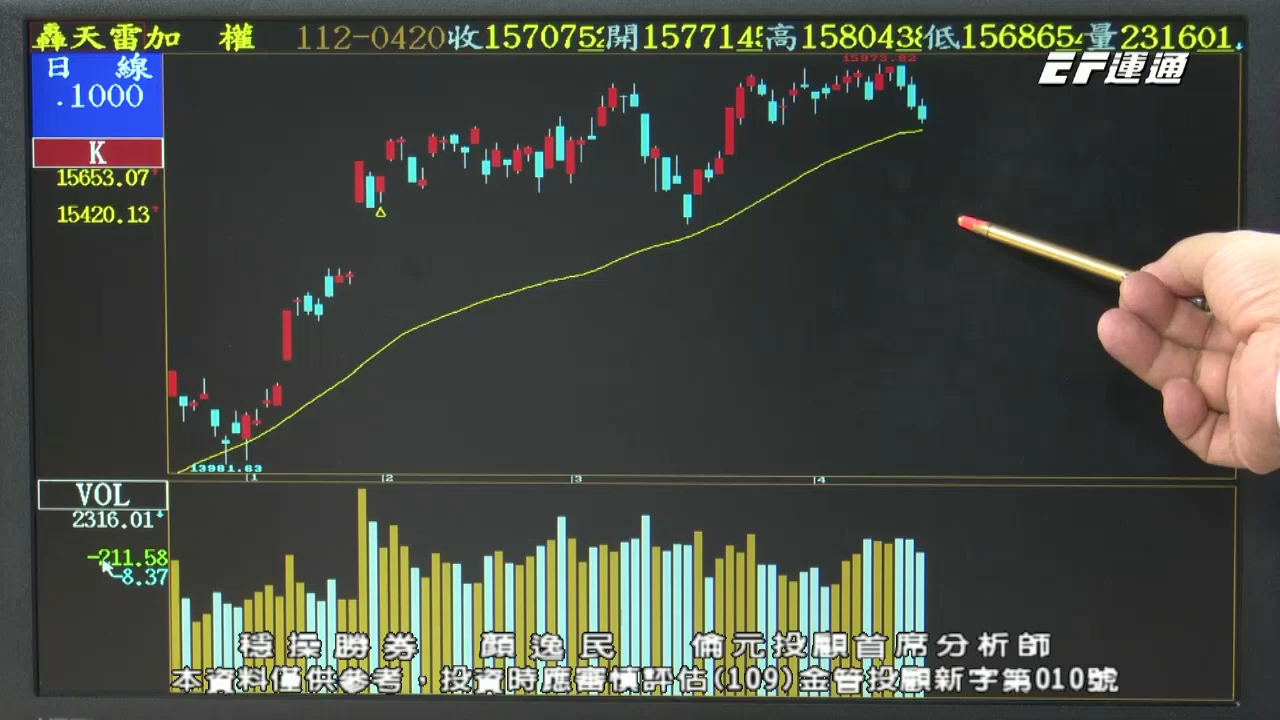 轟天雷加 權 112-0420收1570752開1577145高1580438低1568654量231601
日 線
.1000
K
15653.07
15420.13
15973.82
EF運通
13981.63
1 2 3 4
VOL
2316.01
-211.58
-8.37
穩操勝券 顏逸民 倫元投顧首席分析師
本資料僅供參考，投資時應審慎評估(109)金管投顧新字第010號